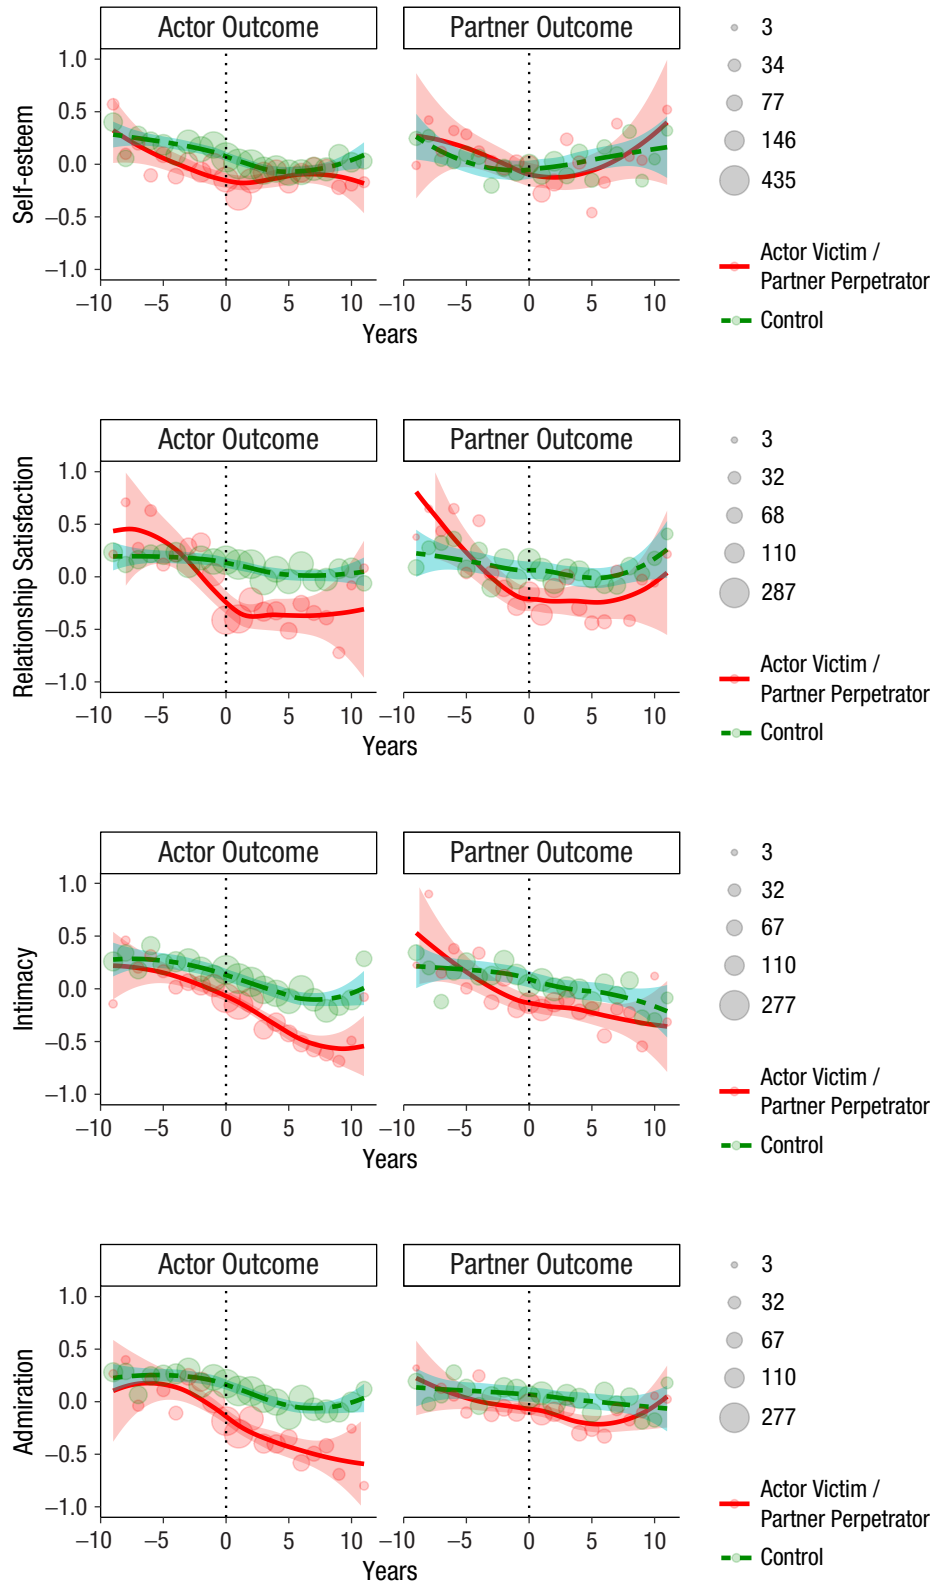 Actor Outcome Partner Outcome
Self-esteem
1.0
0.5
0.0
−0.5
−1.0
−10 −5 0 5 10 −10 −5 0 5 10
Years
3
34
77
146
435
Actor Victim /
Partner Perpetrator
Control
Actor Outcome Partner Outcome
Relationship Satisfaction
1.0
0.5
0.0
−0.5
−1.0
−10 −5 0 5 10 −10 −5 0 5 10
Years
3
32
68
110
287
Actor Victim /
Partner Perpetrator
Control
Actor Outcome Partner Outcome
Intimacy
1.0
0.5
0.0
−0.5
−1.0
−10 −5 0 5 10 −10 −5 0 5 10
Years
3
32
67
110
277
Actor Victim /
Partner Perpetrator
Control
Actor Outcome Partner Outcome
Admiration
1.0
0.5
0.0
−0.5
−1.0
−10 −5 0 5 10 −10 −5 0 5 10
Years
3
32
67
110
277
Actor Victim /
Partner Perpetrator
Control